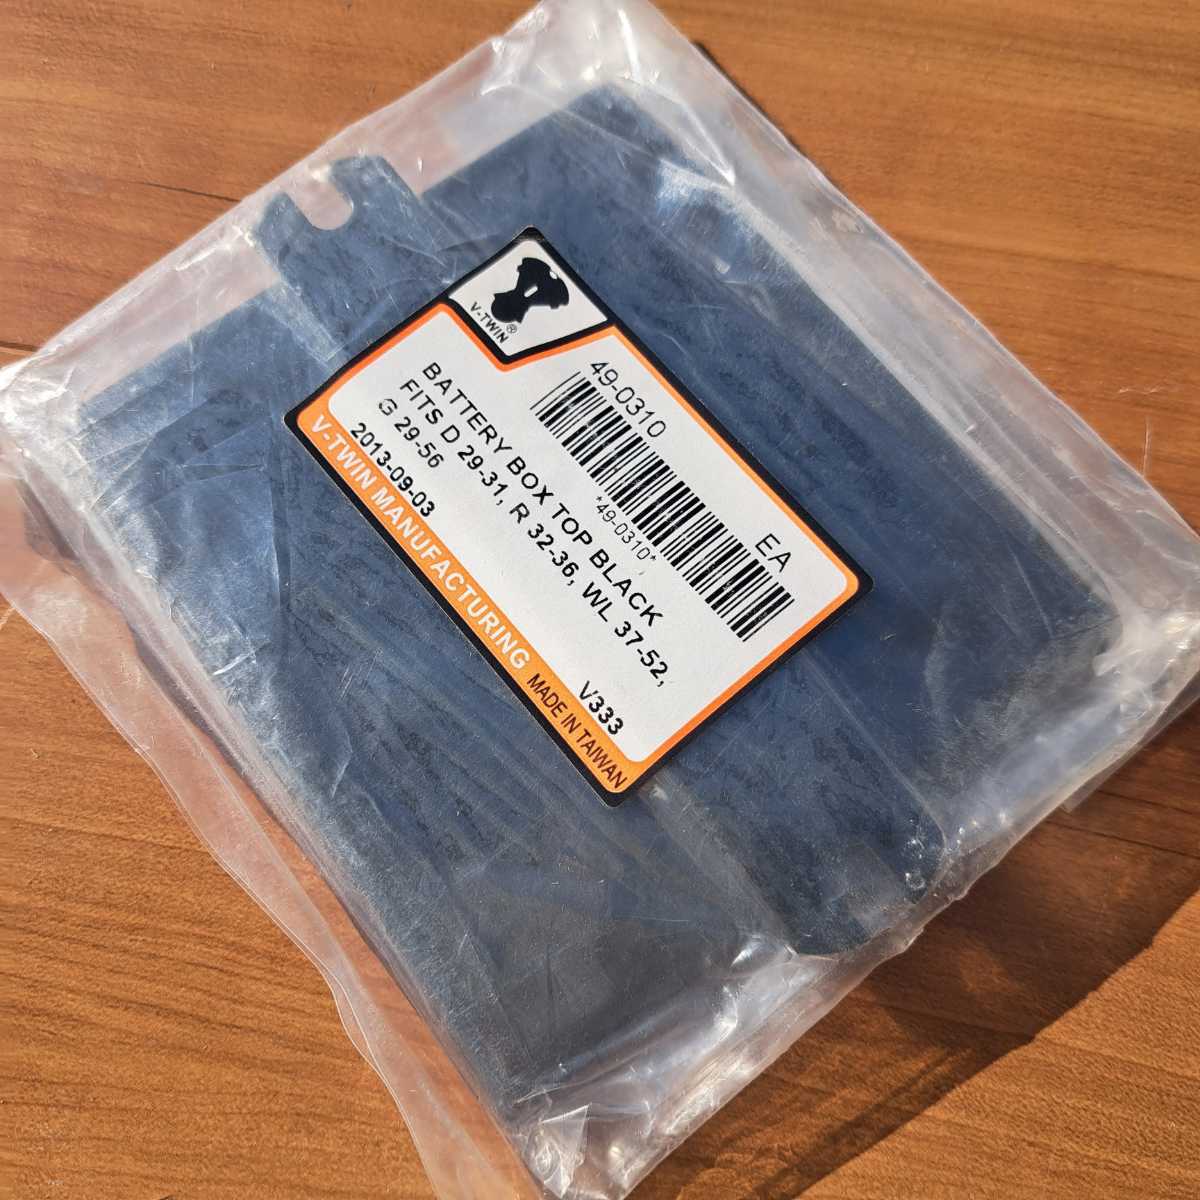 V-TWIN®
49-0310
EA
*49-0310*
BATTERY BOX TOP BLACK
FITS D 29-31, R 32-36, WL 37-52,
G 29-56
2013-09-03
V333
V-TWIN MANUFACTURING MADE IN TAIWAN